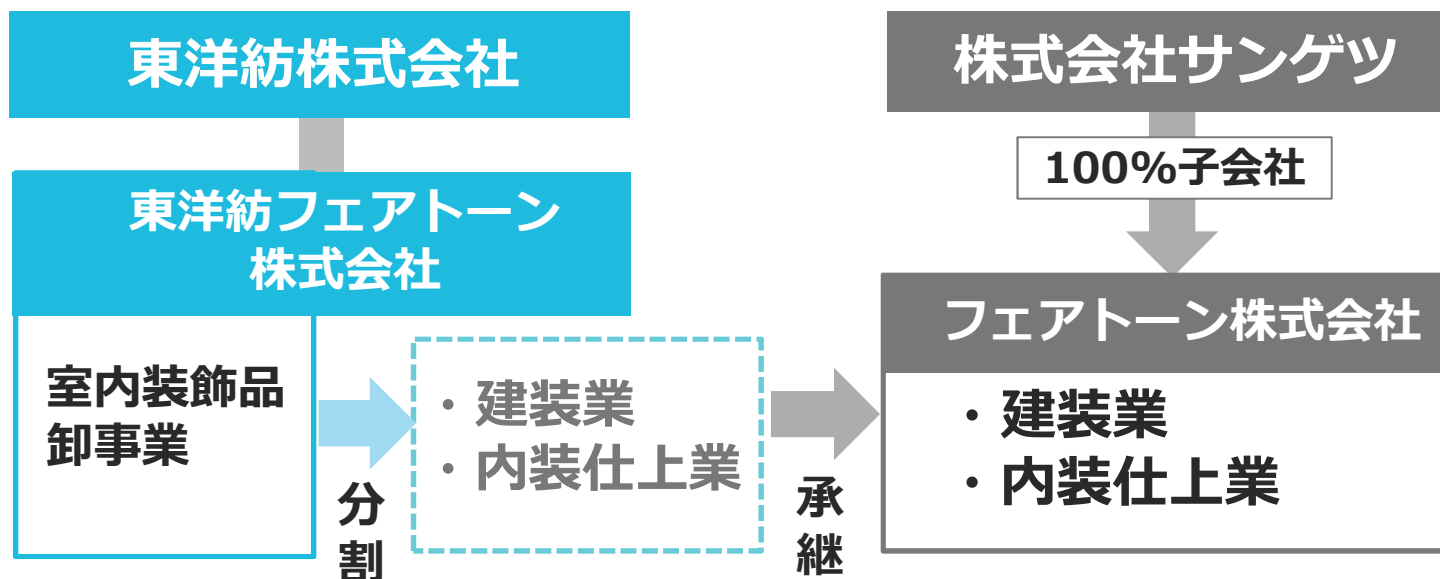 東洋紡株式会社
株式会社サンゲツ
100%子会社
東洋紡フェアトーン
株式会社
フェアトーン株式会社
室内装飾品
卸事業
分割
・建装業
・内装仕上業
承継
・建装業
・内装仕上業